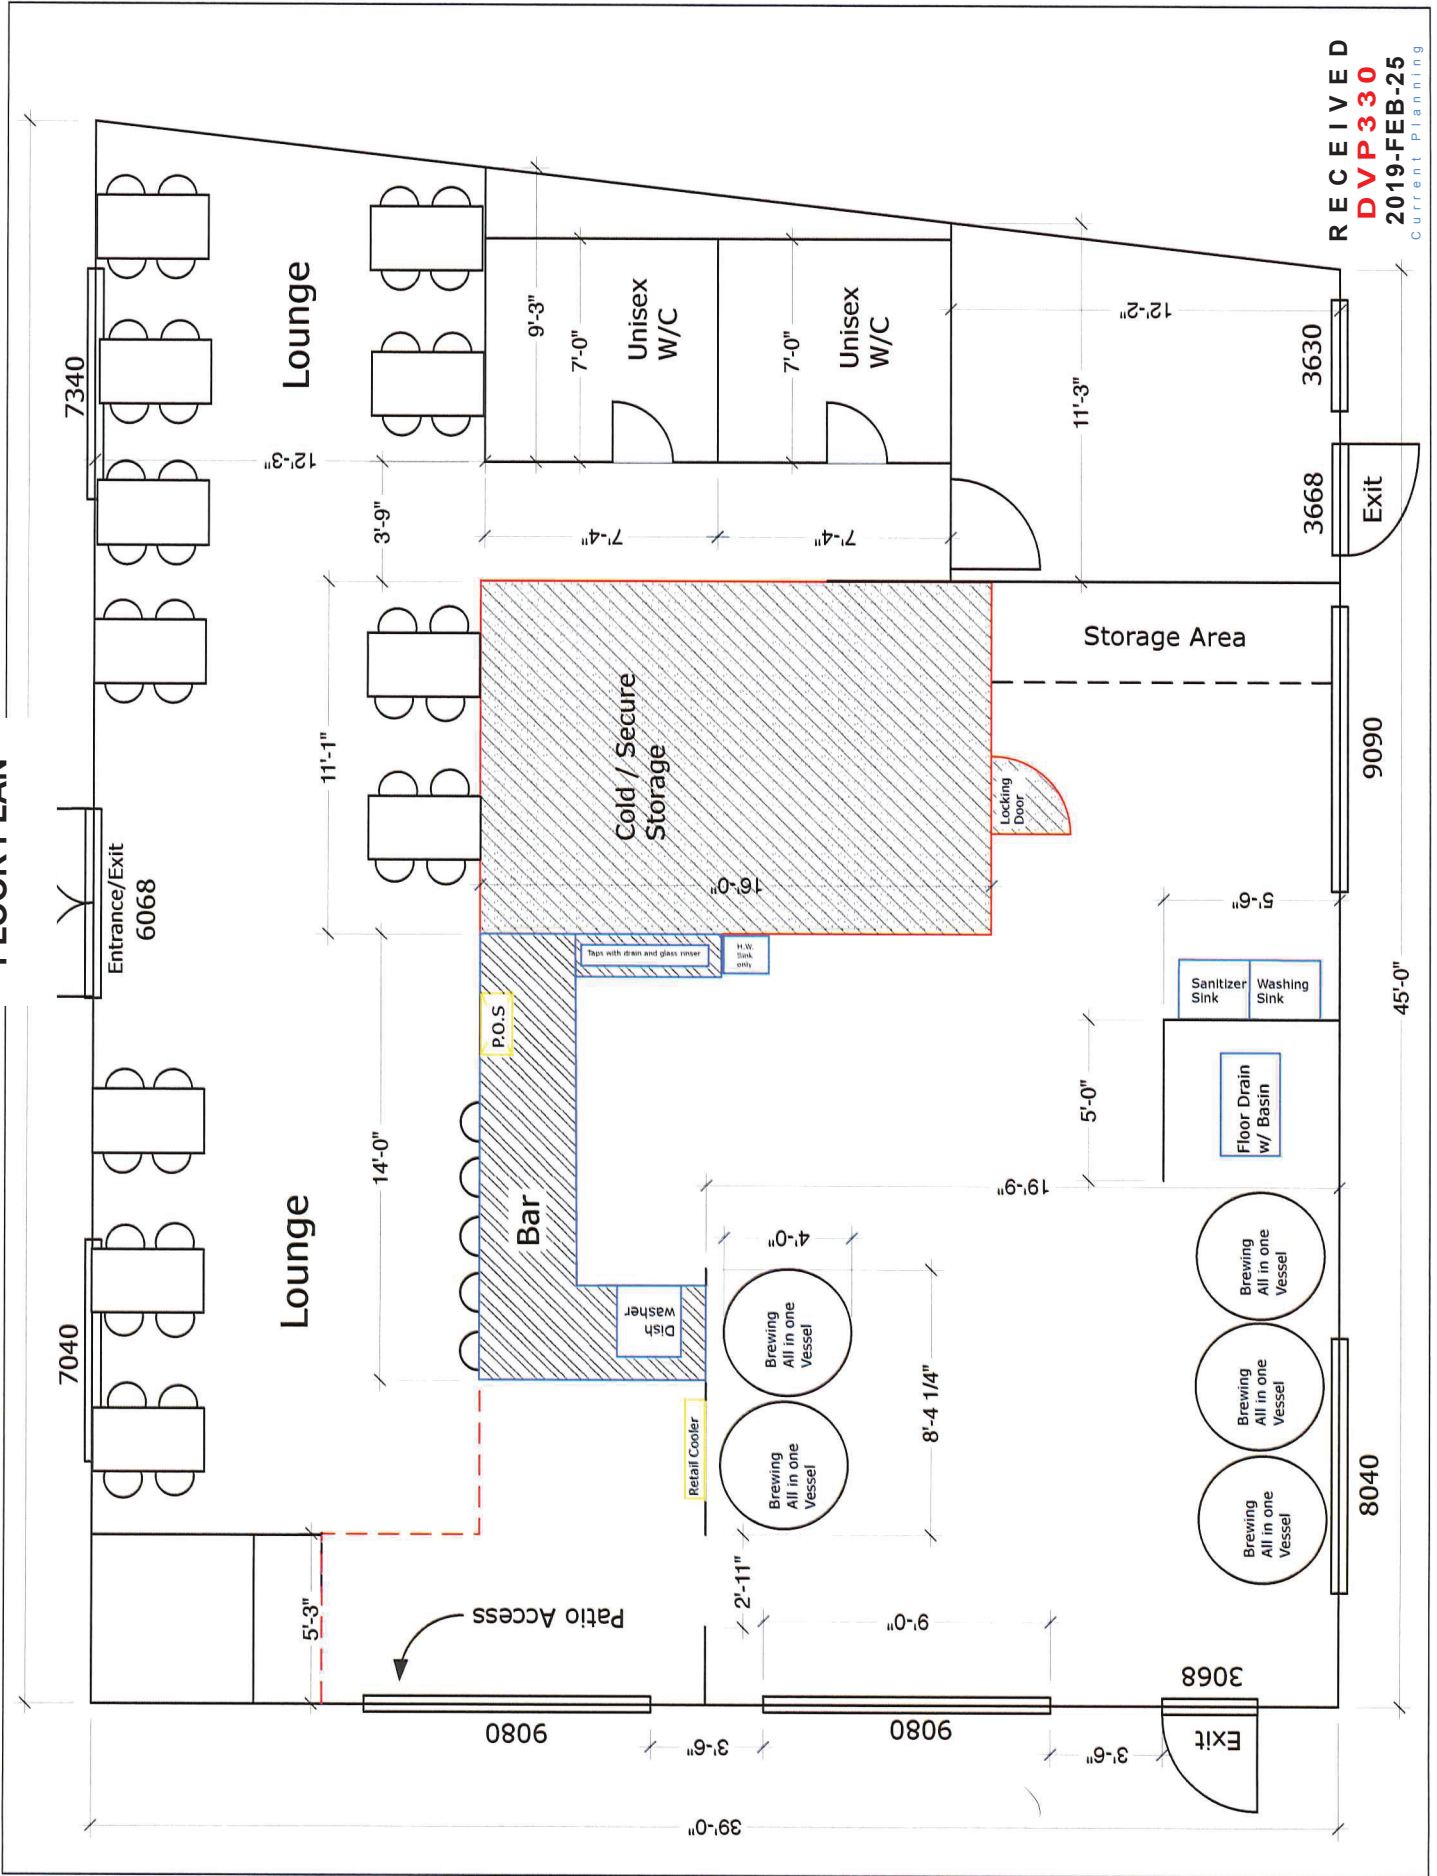 FLOOR PLAN
RECEIVED
DVP330
2019-FEB-25
Current Planning
7040
Entrance/Exit
6068
7340
Lounge
Lounge
14'-0"
11'-1"
3'-9"
12'-3"
5'-3"
Patio Access
Bar
P.O.S
Taps with drain and glass rinser
H.W.
Sink
only
Dish
washer
Retail Cooler
Cold / Secure
Storage
16'-0"
Locking
Door
Storage Area
9'-3"
7'-0"
Unisex
W/C
7'-4"
7'-0"
Unisex
W/C
7'-4"
11'-3"
12'-2"
2'-11"
8'-4 1/4"
4'-0"
19'-9"
5'-0"
5'-6"
Brewing
All in one
Vessel
Brewing
All in one
Vessel
Brewing
All in one
Vessel
Brewing
All in one
Vessel
Brewing
All in one
Vessel
Floor Drain
w/ Basin
Sanitizer
Sink
Washing
Sink
9080
3'-6"
9080
9'-0"
3'-6"
3068
Exit
39'-0"
8040
9090
3668
Exit
3630
45'-0"